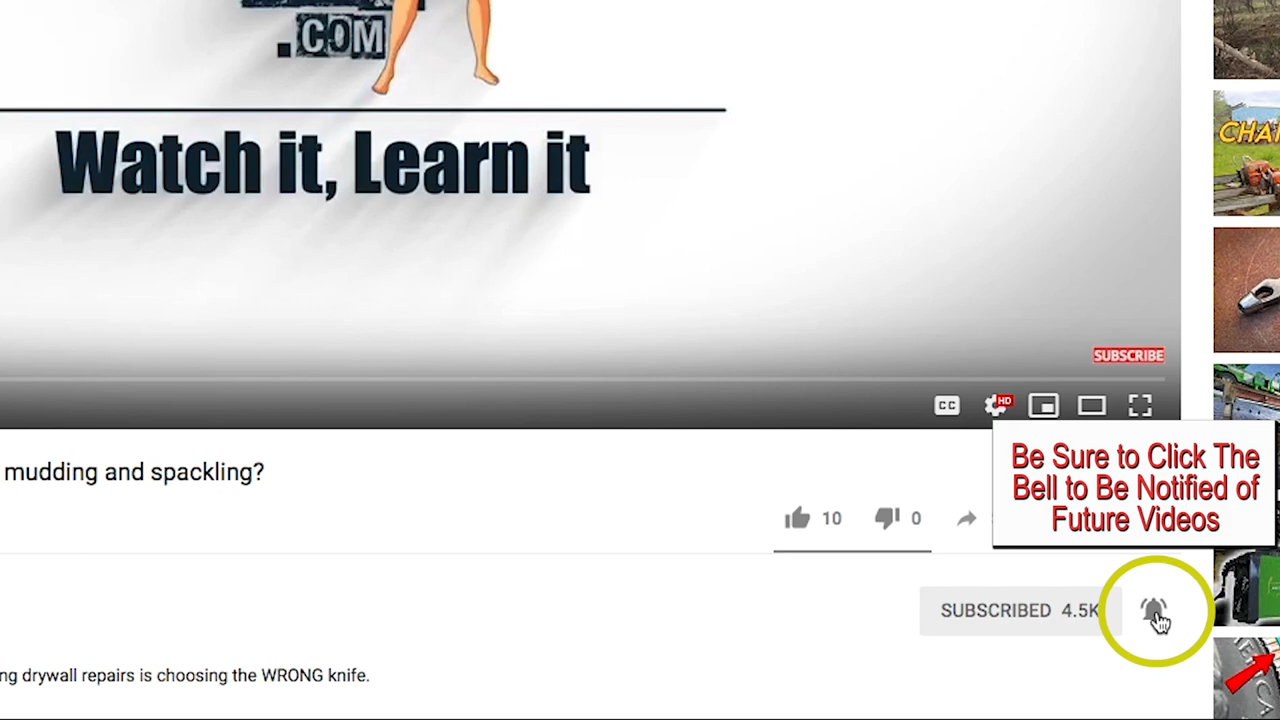 .COM
Watch it, Learn it
SUBSCRIBE
CC
HD
mudding and spackling?
Be Sure to Click The
Bell to Be Notified of
Future Videos
10
0
SUBSCRIBED 4.5K
ng drywall repairs is choosing the WRONG knife.
CHA